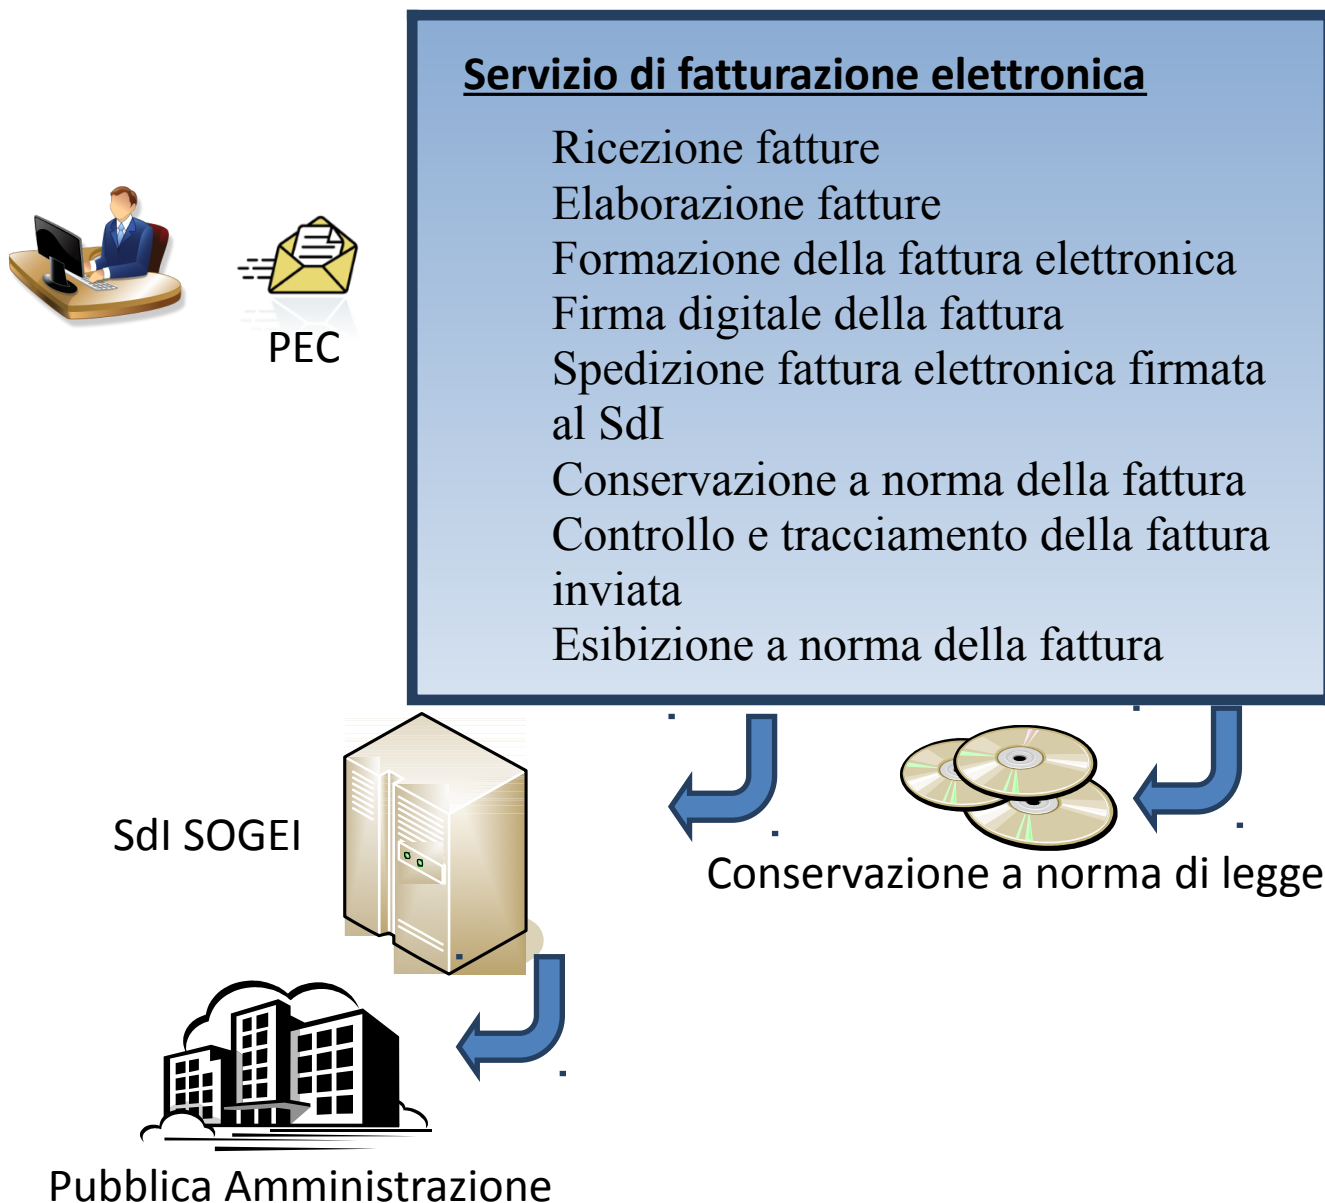 Servizio di fatturazione elettronica
Ricezione fatture
Elaborazione fatture
Formazione della fattura elettronica
Firma digitale della fattura
Spedizione fattura elettronica firmata
al SdI
Conservazione a norma della fattura
Controllo e tracciamento della fattura
inviata
Esibizione a norma della fattura
PEC
SdI SOGEI
Conservazione a norma di legge
Pubblica Amministrazione